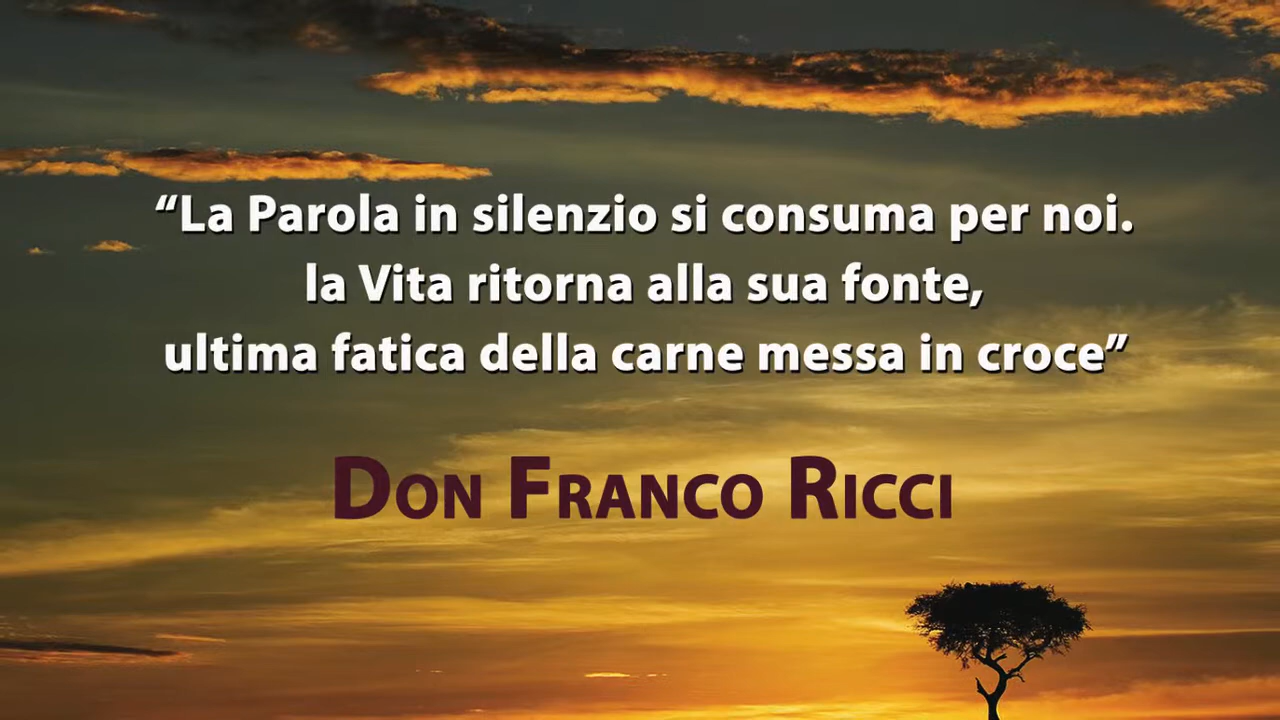 “La Parola in silenzio si consuma per noi.
la Vita ritorna alla sua fonte,
ultima fatica della carne messa in croce”
Don Franco Ricci